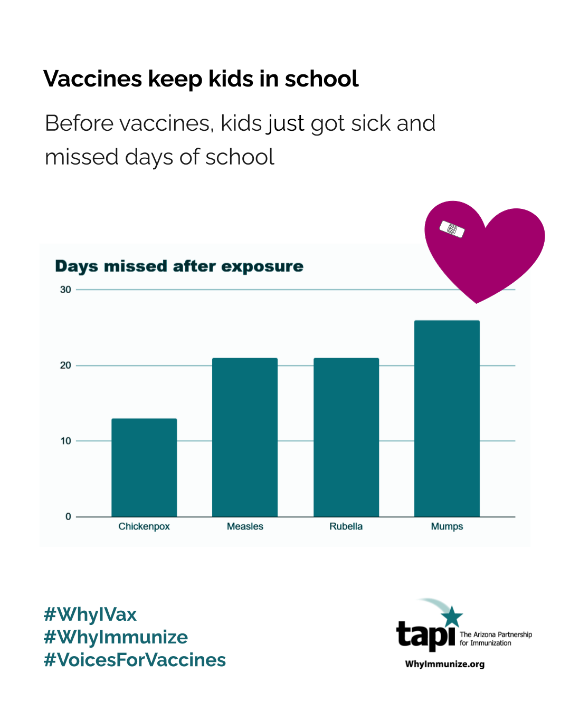 Vaccines keep kids in school
Before vaccines, kids just got sick and
missed days of school
Days missed after exposure
30
20
10
0
Chickenpox
Measles
Rubella
Mumps
#WhyIVax
#WhyImmunize
#VoicesForVaccines
tapi
The Arizona Partnership
for Immunization
WhyImmunize.org